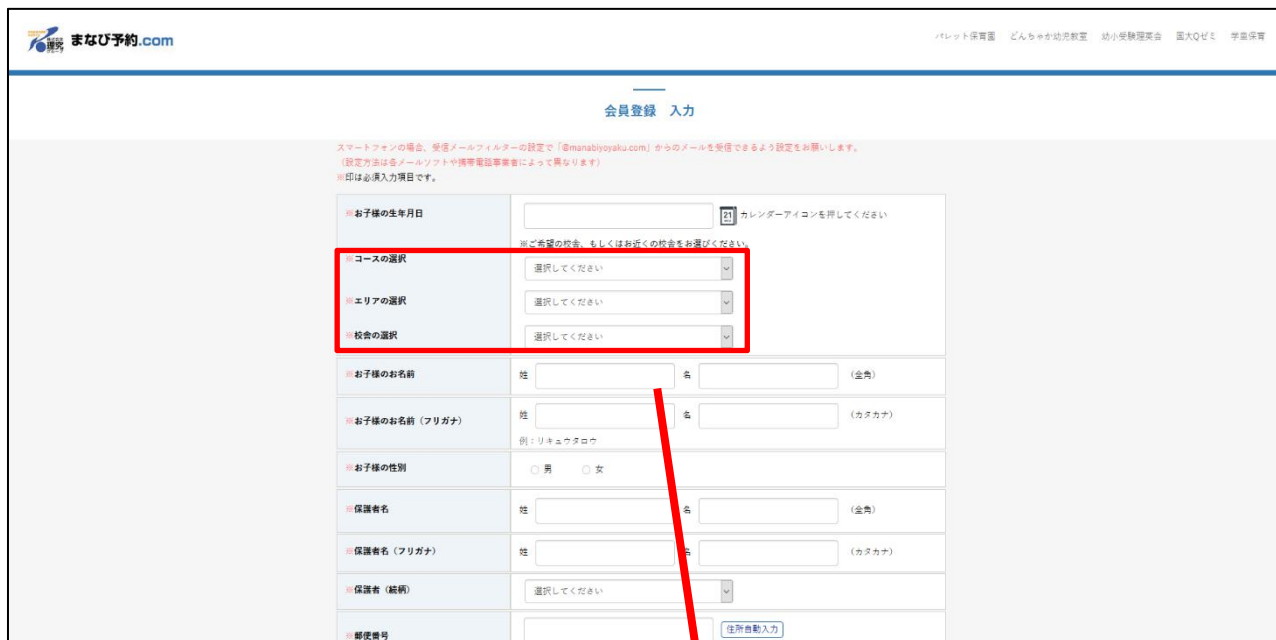 株式会社
理究
グループ
まなび予約.com
パレット保育園 どんちゃか幼児教室 幼小受験理英会 国大Qゼミ 学童保育
会員登録 入力
スマートフォンの場合、受信メールフィルターの設定で「@manabiyoyaku.com」からのメールを受信できるよう設定をお願いします。
(設定方法は各メールソフトや携帯電話事業者によって異なります)
※印は必須入力項目です。
※お子様の生年月日
21 カレンダーアイコンを押してください
※ご希望の校舎、もしくはお近くの校舎をお選びください。
※コースの選択 選択してください
※エリアの選択 選択してください
※校舎の選択 選択してください
※お子様のお名前 姓 名 (全角)
※お子様のお名前(フリガナ) 姓 名 (カタカナ)
例:リキュウタロウ
※お子様の性別 男 女
※保護者名 姓 名 (全角)
※保護者名(フリガナ) 姓 名 (カタカナ)
※保護者(続柄) 選択してください
※郵便番号 住所自動入力